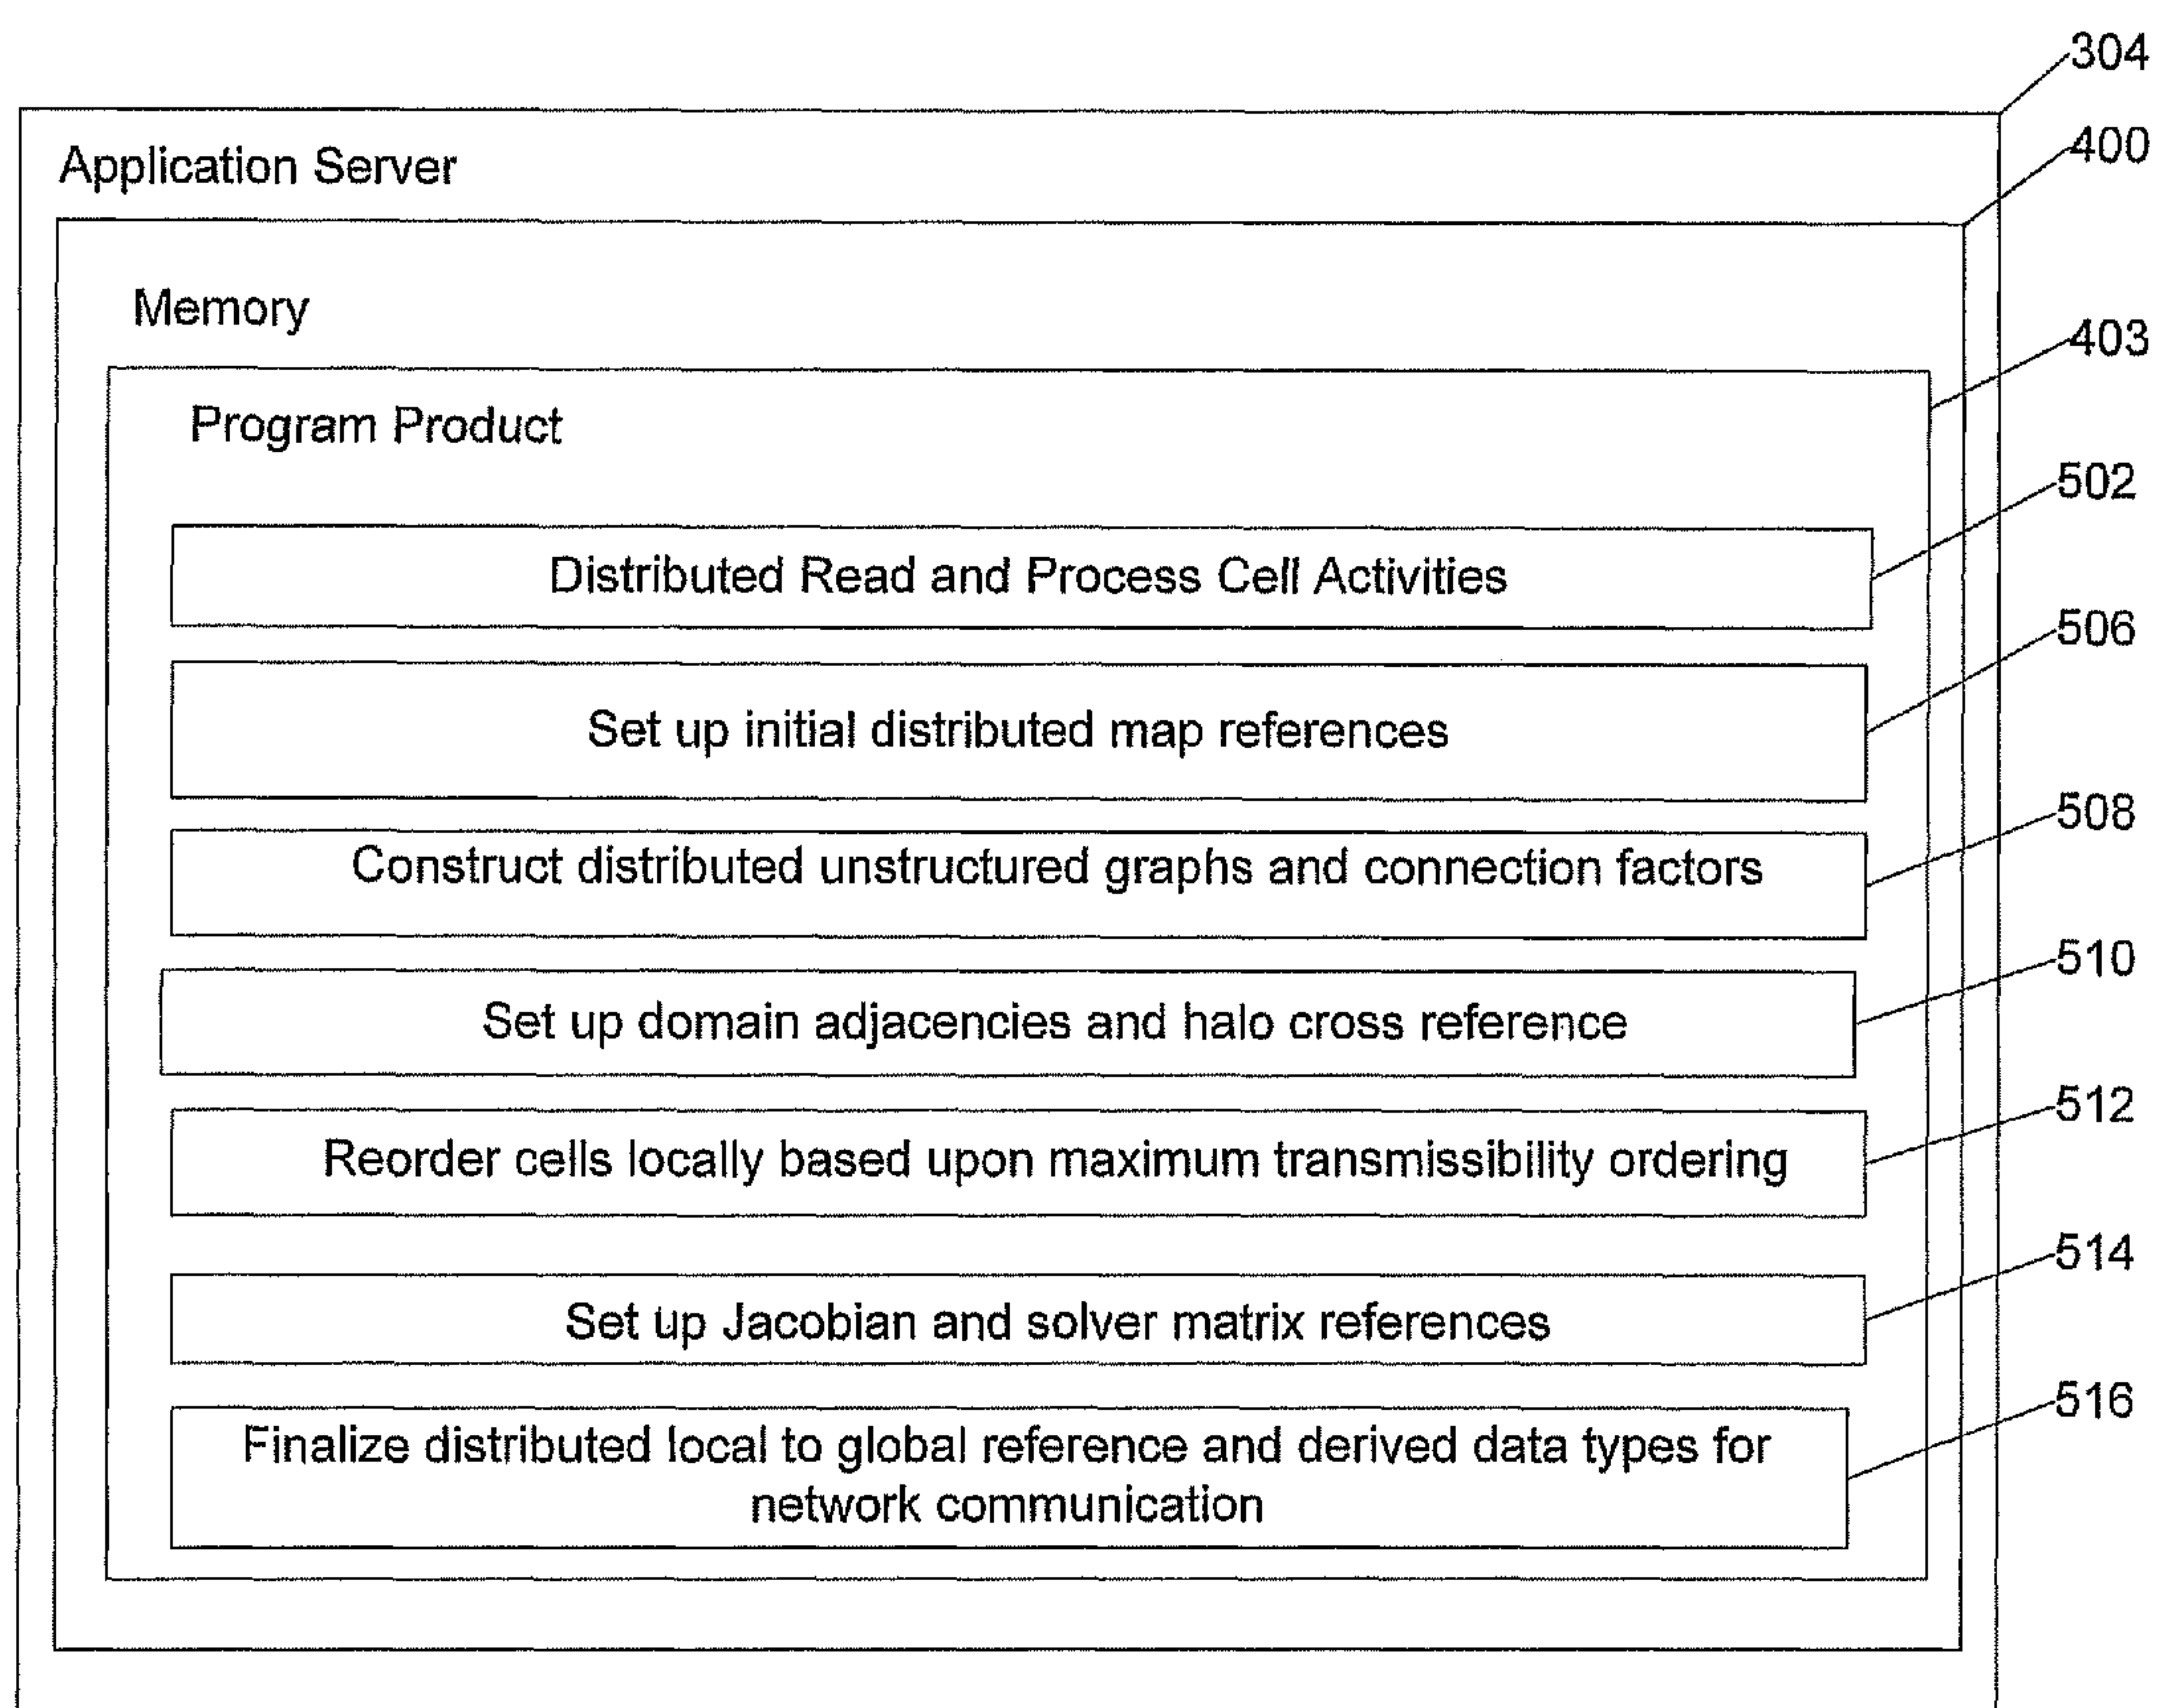 304
Application Server
400
Memory
403
Program Product
502
Distributed Read and Process Cell Activities
506
Set up initial distributed map references
508
Construct distributed unstructured graphs and connection factors
510
Set up domain adjacencies and halo cross reference
512
Reorder cells locally based upon maximum transmissibility ordering
514
Set up Jacobian and solver matrix references
516
Finalize distributed local to global reference and derived data types for
network communication